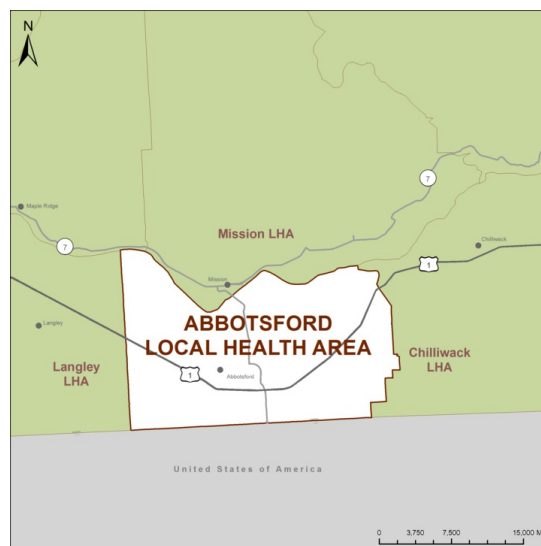 N
Maple Ridge
7
7
Mission LHA
Chilliwack
1
Mission
ABBOTSFORD
LOCAL HEALTH AREA
Langley
Langley
LHA
1
Abbotsford
Chilliwack
LHA
United States of America
0 3,750 7,500 15,000 M